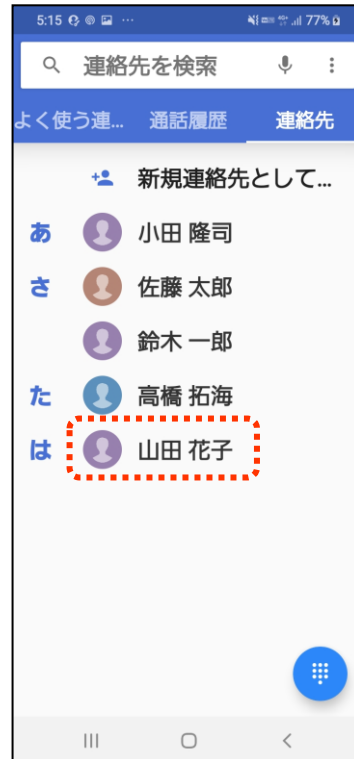 5:15 77%
連絡先を検索
よく使う連... 通話履歴 連絡先
新規連絡先として...
あ 小田 隆司
さ 佐藤 太郎
鈴木 一郎
た 高橋 拓海
は 山田 花子